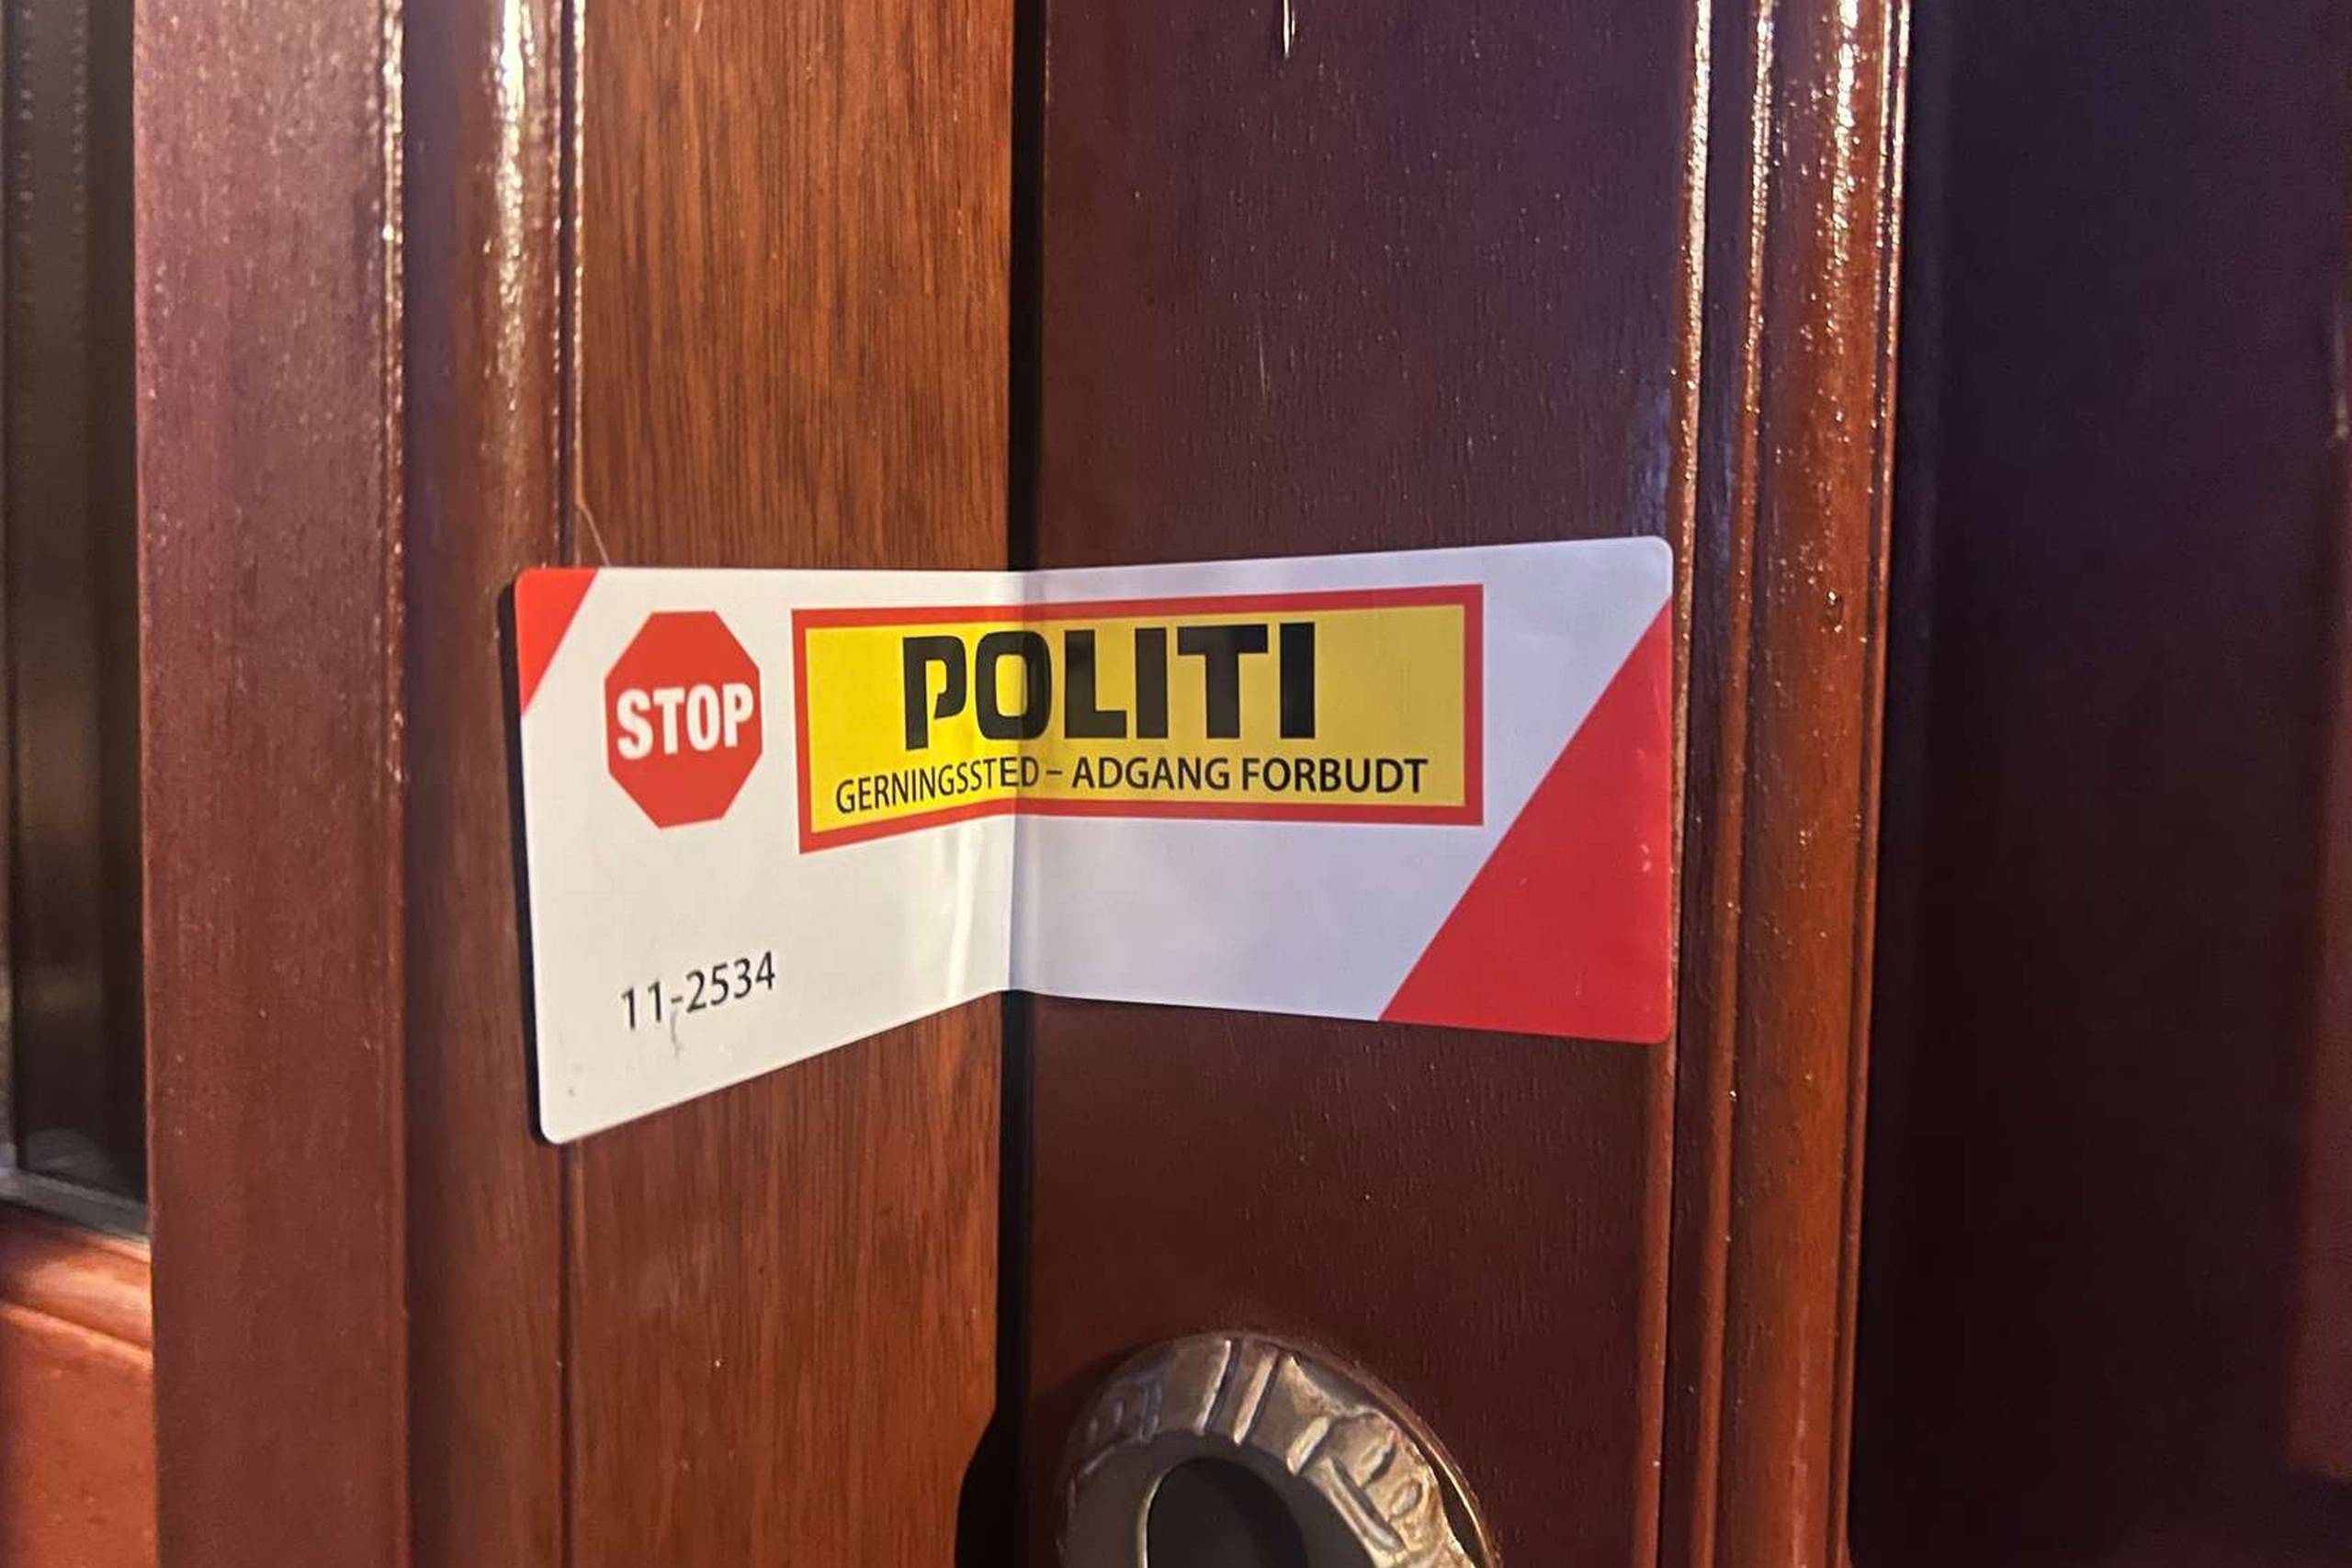 STOP
POLITI
GERNINGSSTED – ADGANG FORBUDT
11-2534